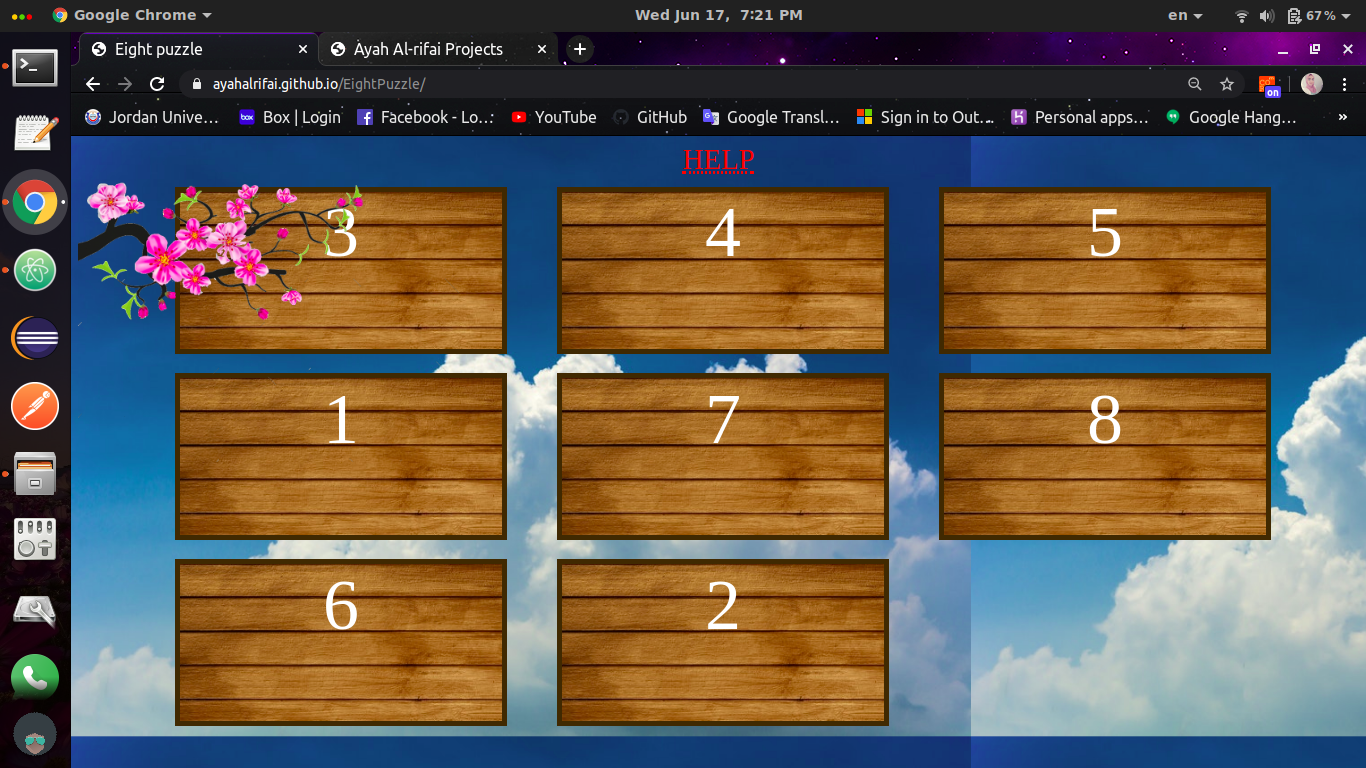 Google Chrome Wed Jun 17, 7:21 PM en 67%
Eight puzzle Ayah Al-rifai Projects
ayahalrifai.github.io/EightPuzzle/ on
Jordan Unive… box Box | Login Facebook - Lo… YouTube GitHub Google Transl… Sign in to Out… Personal apps… Google Hang… »
HELP
3 4 5
1 7 8
6 2